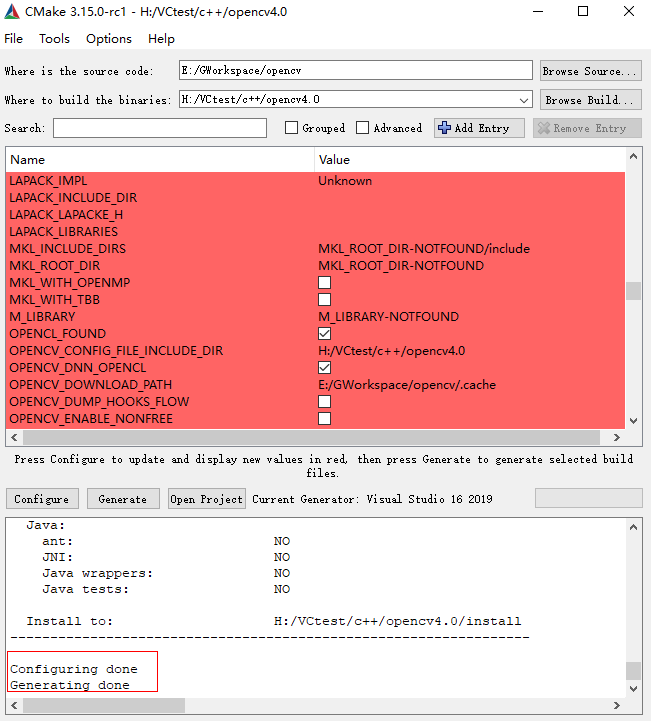 CMake 3.15.0-rc1 - H:/VCtest/c++/opencv4.0
File Tools Options Help
Where is the source code: E:/GWorkspace/opencv Browse Source...
Where to build the binaries: H:/VCtest/c++/opencv4.0 Browse Build...
Search: Grouped Advanced Add Entry Remove Entry
Name Value
LAPACK_IMPL Unknown
LAPACK_INCLUDE_DIR
LAPACK_LAPACKE_H
LAPACK_LIBRARIES
MKL_INCLUDE_DIRS MKL_ROOT_DIR-NOTFOUND/include
MKL_ROOT_DIR MKL_ROOT_DIR-NOTFOUND
MKL_WITH_OPENMP
MKL_WITH_TBB
M_LIBRARY M_LIBRARY-NOTFOUND
OPENCL_FOUND
OPENCV_CONFIG_FILE_INCLUDE_DIR H:/VCtest/c++/opencv4.0
OPENCV_DNN_OPENCL
OPENCV_DOWNLOAD_PATH E:/GWorkspace/opencv/.cache
OPENCV_DUMP_HOOKS_FLOW
OPENCV_ENABLE_NONFREE
Press Configure to update and display new values in red, then press Generate to generate selected build
files.
Configure Generate Open Project Current Generator: Visual Studio 16 2019
Java:
ant: NO
JNI: NO
Java wrappers: NO
Java tests: NO
Install to: H:/VCtest/c++/opencv4.0/install
-----------------------------------------------------------------
Configuring done
Generating done